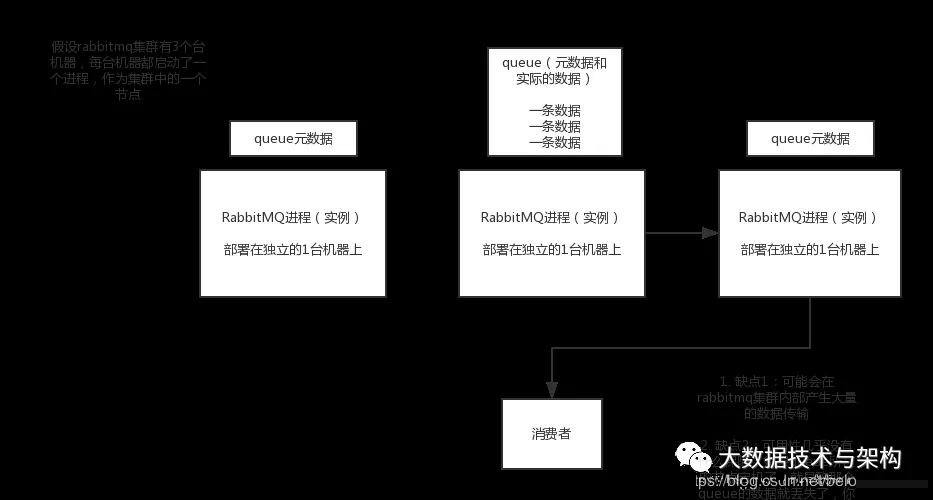 假设rabbitmq集群有3个台
机器，每台机器都启动了一
个进程，作为集群中的一个
节点
queue（元数据和
实际的数据）
一条数据
一条数据
一条数据
queue元数据
queue元数据
RabbitMQ进程（实例）
部署在独立的1台机器上
RabbitMQ进程（实例）
部署在独立的1台机器上
RabbitMQ进程（实例）
部署在独立的1台机器上
消费者
1. 缺点1：可能会在
rabbitmq集群内部产生大量
的数据传输
2. 缺点2：可用性几乎没有
大数据技术与架构
queue的数据就丢失了，你